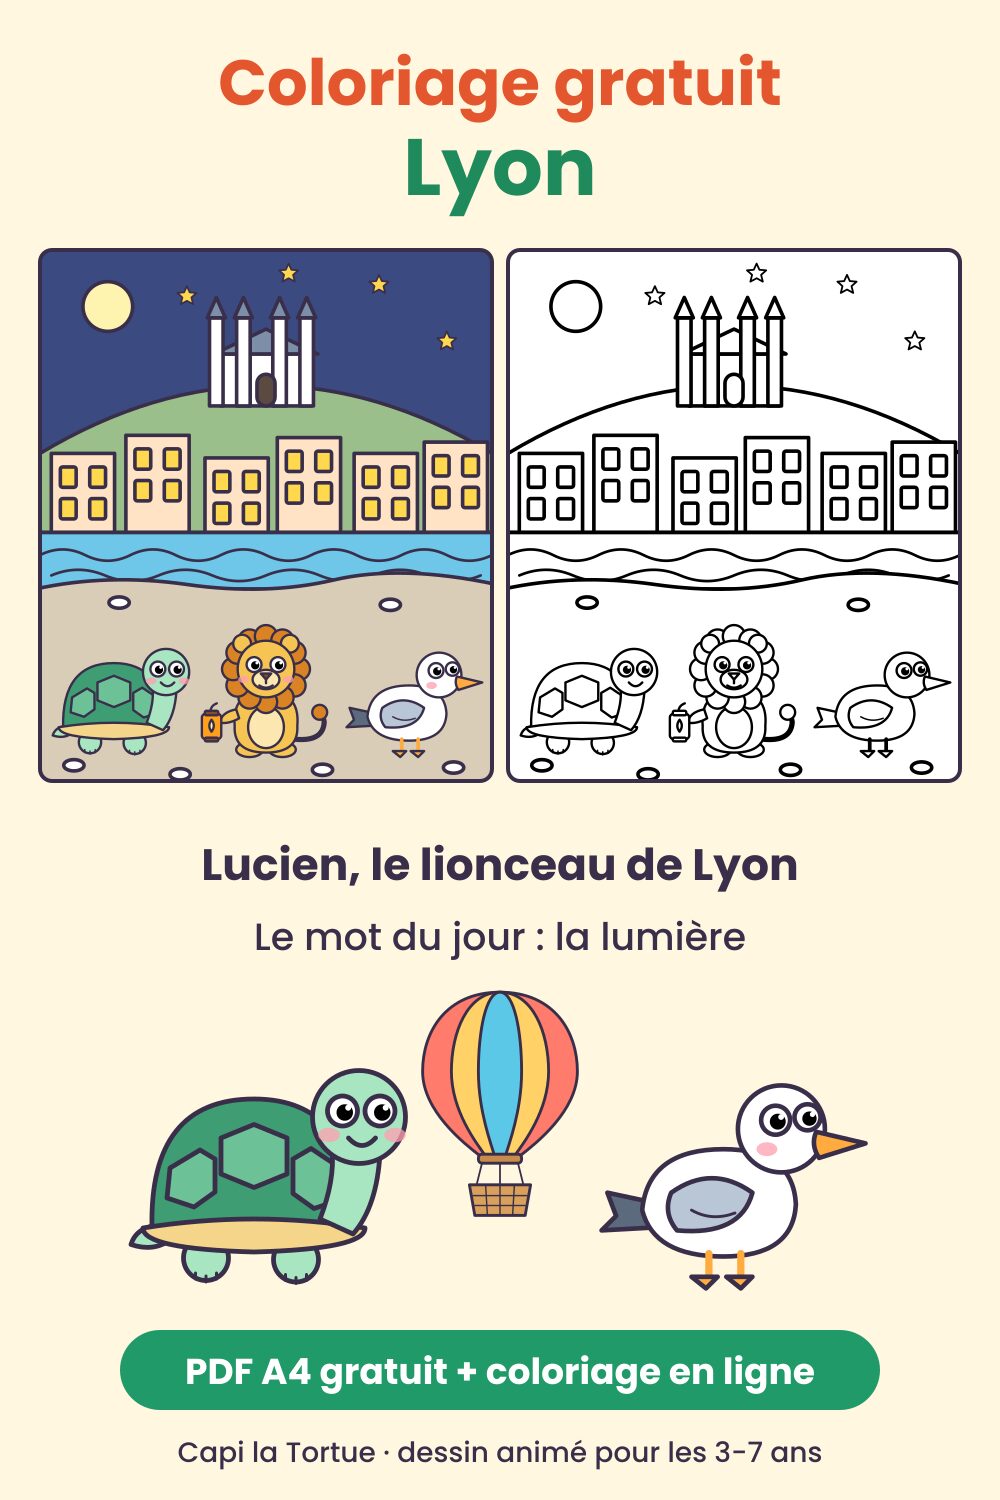 Coloriage gratuit
Lyon
Lucien, le lionceau de Lyon
Le mot du jour : la lumière
PDF A4 gratuit + coloriage en ligne
Capi la Tortue · dessin animé pour les 3-7 ans